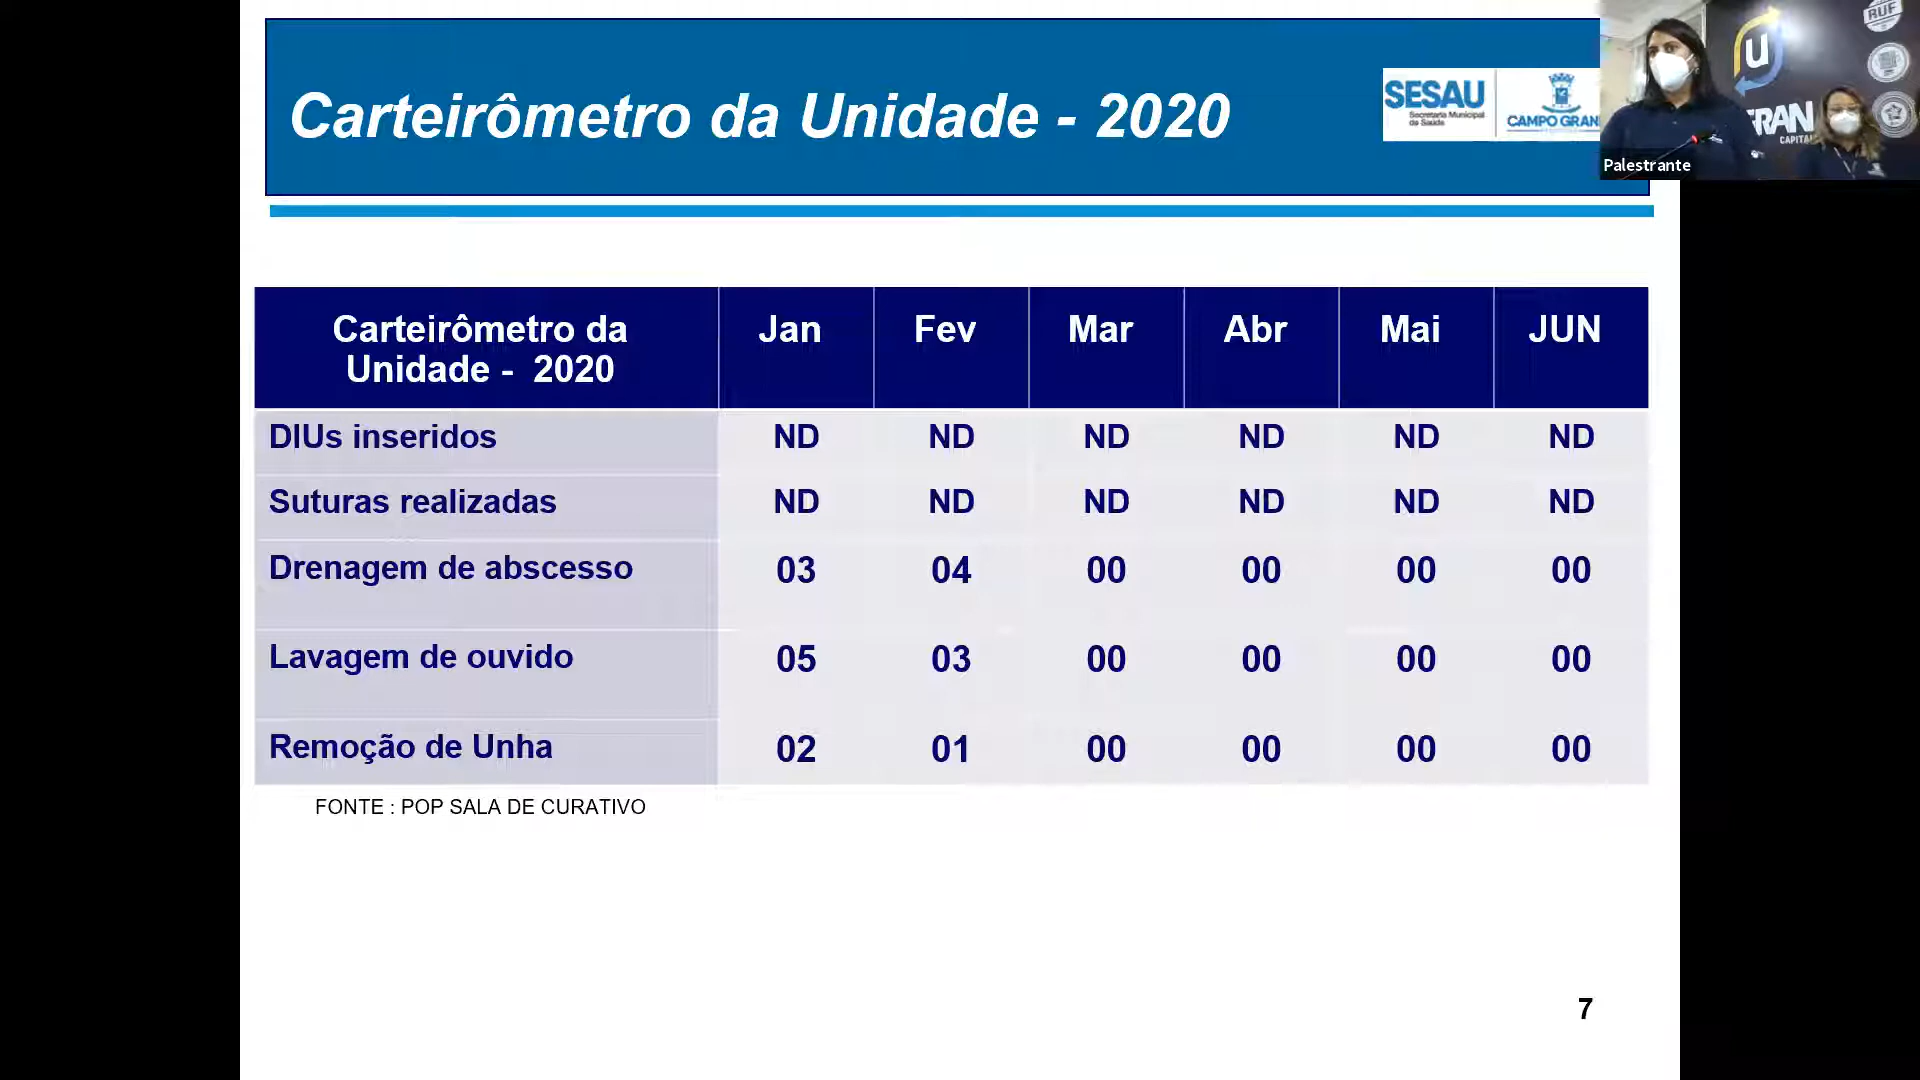 Carteirômetro da Unidade - 2020
SESAU
Secretaria Municipal
de Saúde
CAMPO GRAN
U
RUF
FRAN
CAPITA
Palestrante
Carteirômetro da
Unidade - 2020
Jan Fev Mar Abr Mai JUN
DIUs inseridos ND ND ND ND ND ND
Suturas realizadas ND ND ND ND ND ND
Drenagem de abscesso 03 04 00 00 00 00
Lavagem de ouvido 05 03 00 00 00 00
Remoção de Unha 02 01 00 00 00 00
FONTE : POP SALA DE CURATIVO
7